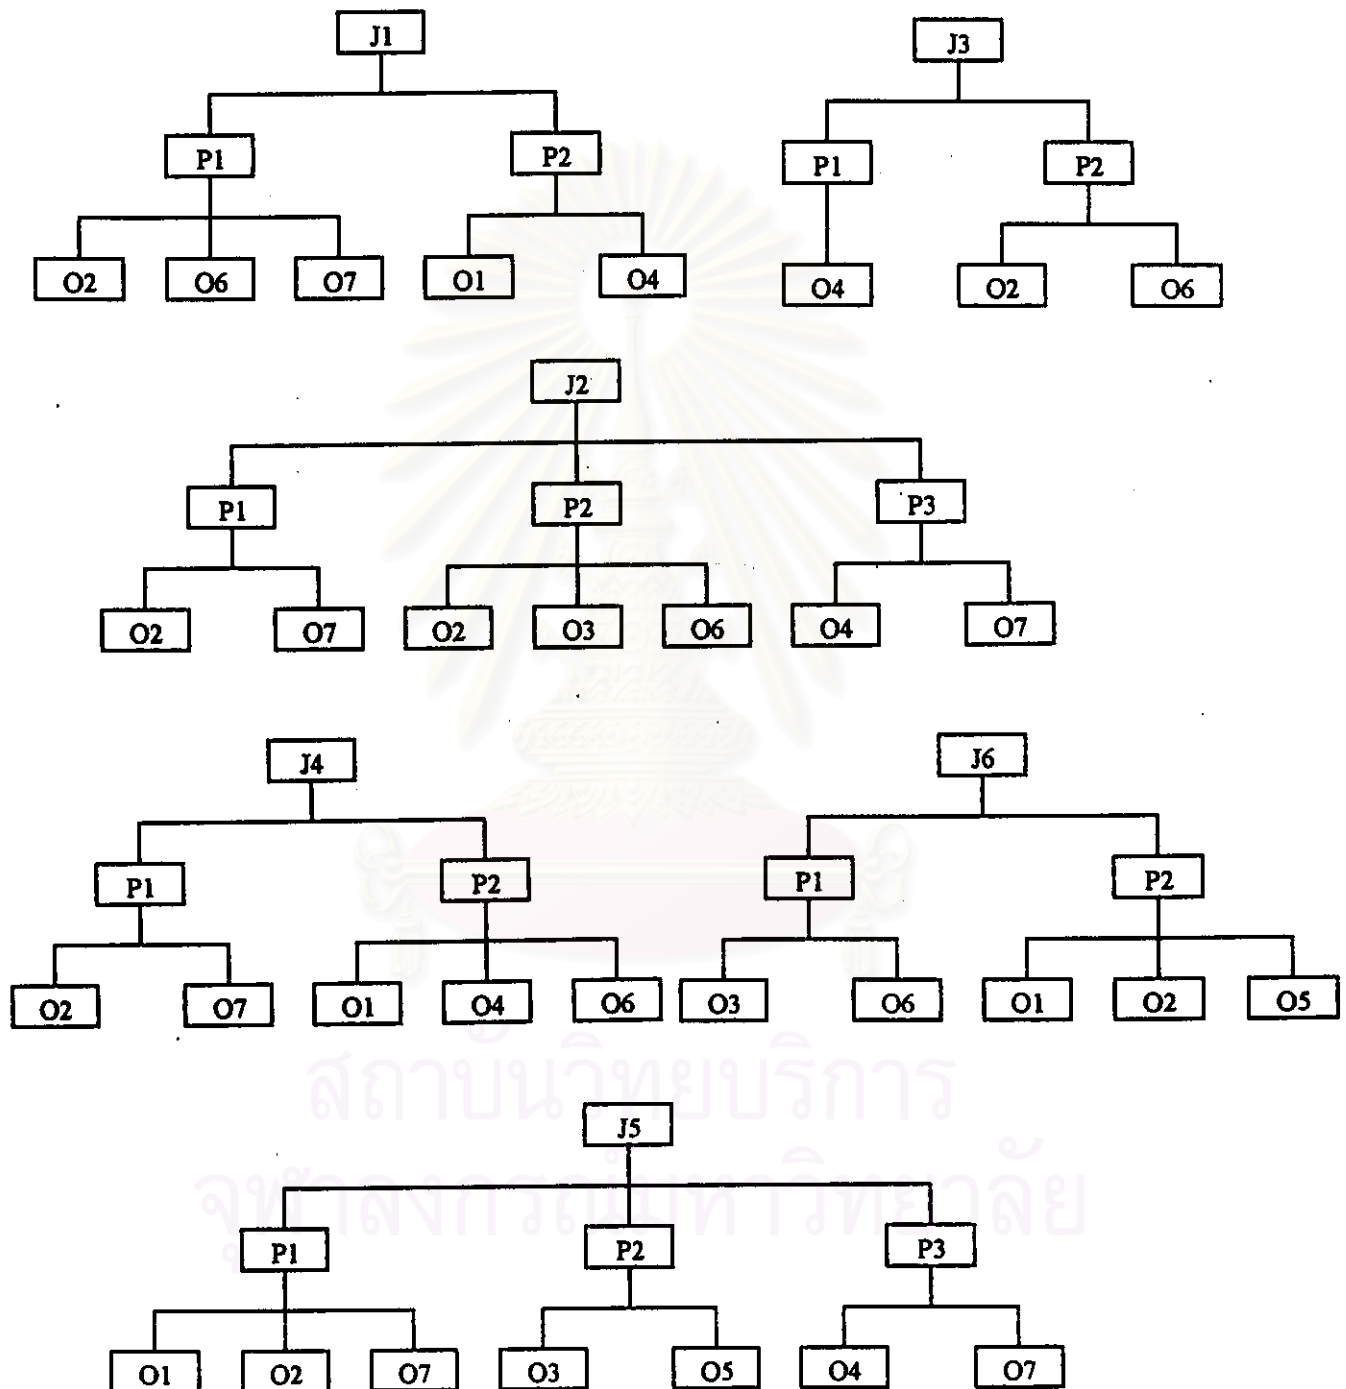 J1 J3
P1 P2 P1 P2
O2 O6 O7 O1 O4 O4 O2 O6
J2
P1 P2 P3
O2 O7 O2 O3 O6 O4 O7
J4 J6
P1 P2 P1 P2
O2 O7 O1 O4 O6 O3 O6 O1 O2 O5
สถาบันวิทยบริการ
J5
จุฬาลงกรณ์มหาวิทยาลัย
P1 P2 P3
O1 O2 O7 O3 O5 O4 O7